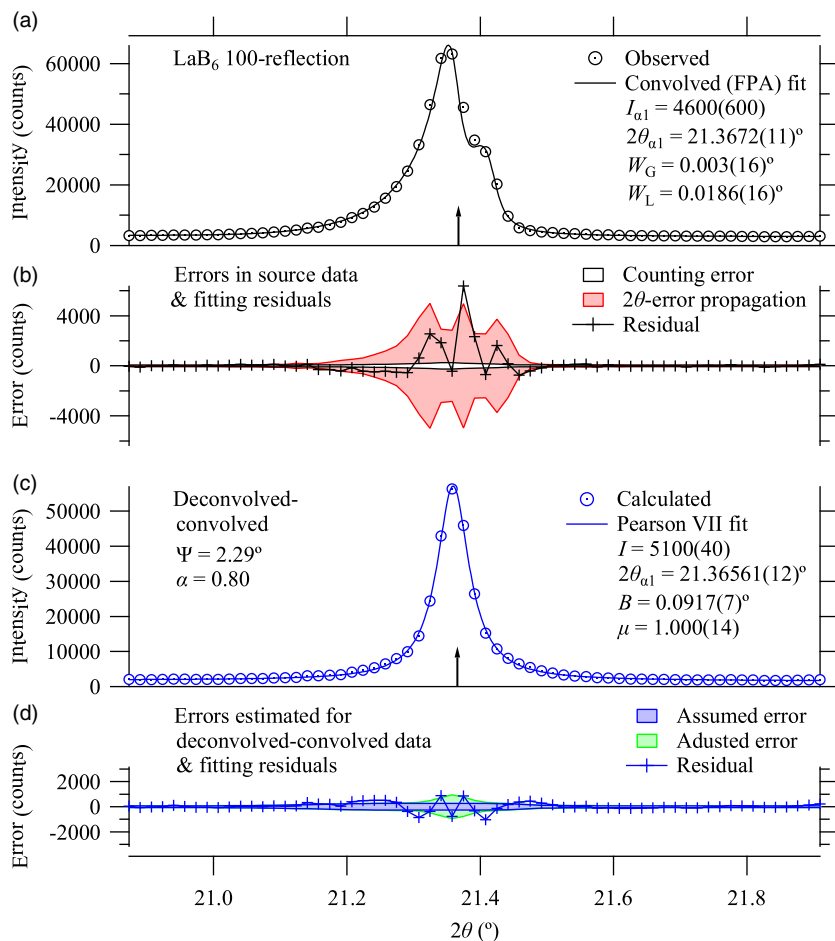 (a)
LaB6 100-reflection
Observed
Convolved (FPA) fit
Iα1 = 4600(600)
2θα1 = 21.3672(11)º
WG = 0.003(16)º
WL = 0.0186(16)º
Intensity (counts)
60000
40000
20000
0
(b)
Errors in source data
& fitting residuals
Counting error
2θ-error propagation
Residual
Error (counts)
4000
0
-4000
(c)
Deconvolved-
convolved
Ψ = 2.29º
α = 0.80
Calculated
Pearson VII fit
I = 5100(40)
2θα1 = 21.36561(12)º
B = 0.0917(7)º
μ = 1.000(14)
Intensity (counts)
50000
40000
30000
20000
10000
0
(d)
Errors estimated for
deconvolved-convolved data
& fitting residuals
Assumed error
Adusted error
Residual
Error (counts)
2000
0
-2000
21.0 21.2 21.4 21.6 21.8
2θ (º)